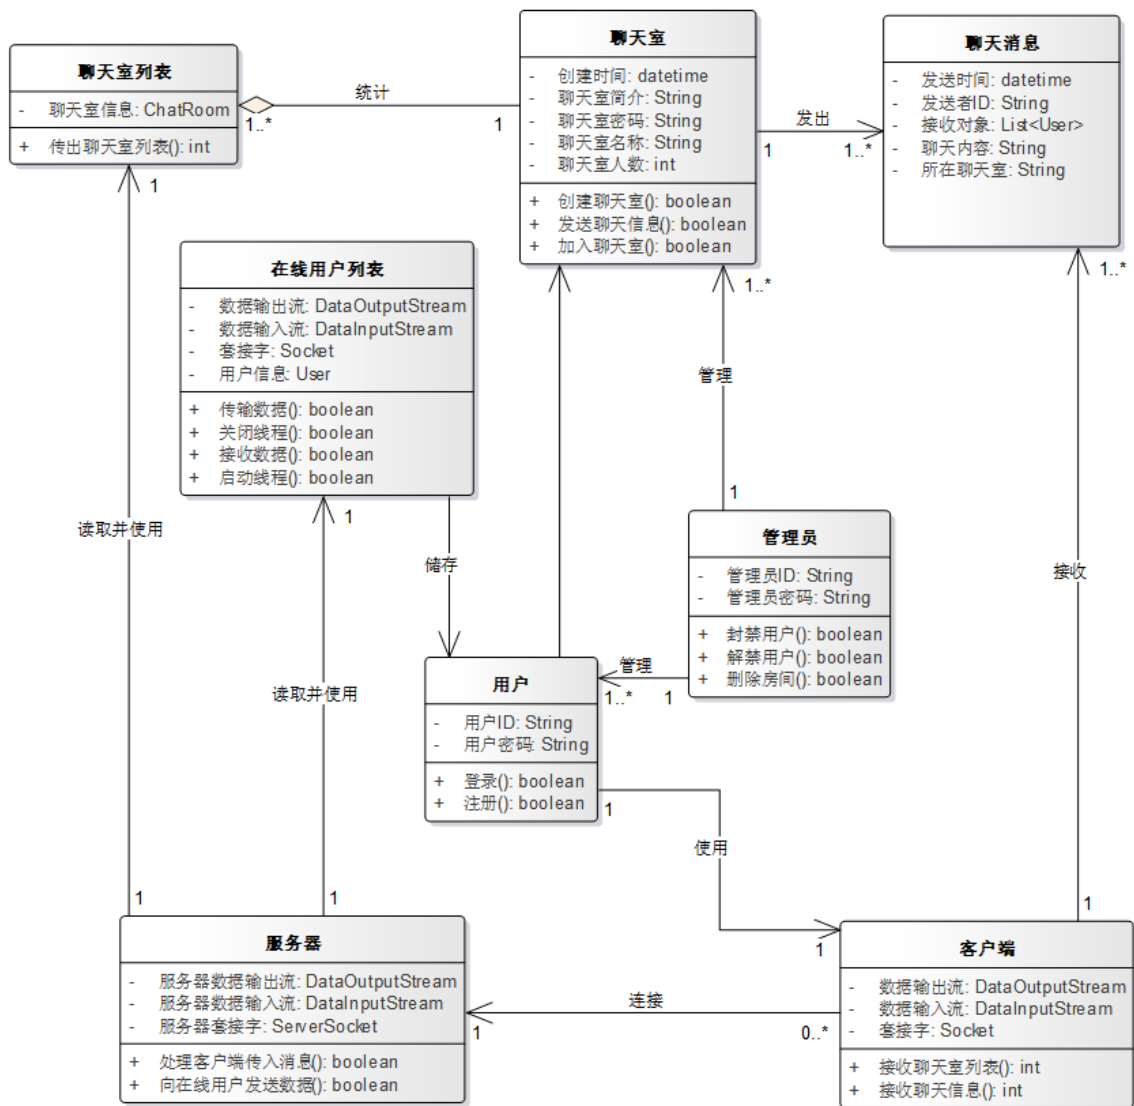 聊天室列表
- 聊天室信息: ChatRoom
+ 传出聊天室列表(): int
1..*
统计
1
聊天室
- 创建时间: datetime
- 聊天室简介: String
- 聊天室密码: String
- 聊天室名称: String
- 聊天室人数: int
+ 创建聊天室(): boolean
+ 发送聊天信息(): boolean
+ 加入聊天室(): boolean
发出
1
1..*
聊天消息
- 发送时间: datetime
- 发送者ID: String
- 接收对象: List<User>
- 聊天内容: String
- 所在聊天室: String
1
在线用户列表
- 数据输出流: DataOutputStream
- 数据输入流: DataInputStream
- 套接字: Socket
- 用户信息: User
+ 传输数据(): boolean
+ 关闭线程(): boolean
+ 接收数据(): boolean
+ 启动线程(): boolean
1..*
1..*
管理
1
1
读取并使用
储存
管理员
- 管理员ID: String
- 管理员密码: String
+ 封禁用户(): boolean
+ 解禁用户(): boolean
+ 删除房间(): boolean
接收
管理
1..*
1
用户
- 用户ID: String
- 用户密码: String
+ 登录(): boolean
+ 注册(): boolean
读取并使用
1
使用
1
1
1
1
服务器
- 服务器数据输出流: DataOutputStream
- 服务器数据输入流: DataInputStream
- 服务器套接字: ServerSocket
+ 处理客户端传入消息(): boolean
+ 向在线用户发送数据(): boolean
连接
1
0..*
客户端
- 数据输出流: DataOutputStream
- 数据输入流: DataInputStream
- 套接字: Socket
+ 接收聊天室列表(): int
+ 接收聊天信息(): int